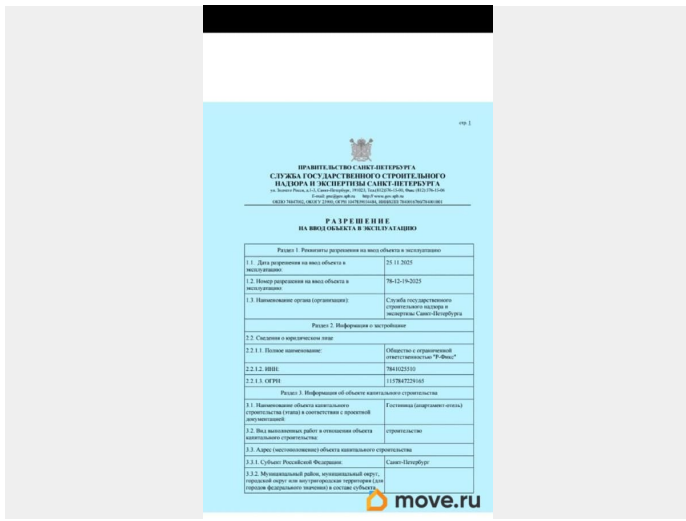 стр. 1
ПРАВИТЕЛЬСТВО САНКТ-ПЕТЕРБУРГА
СЛУЖБА ГОСУДАРСТВЕННОГО СТРОИТЕЛЬНОГО
НАДЗОРА И ЭКСПЕРТИЗЫ САНКТ-ПЕТЕРБУРГА
РАЗРЕШЕНИЕ
НА ВВОД ОБЪЕКТА В ЭКСПЛУАТАЦИЮ
Раздел 1. Реквизиты разрешения на ввод объекта в эксплуатацию
1.1. Дата разрешения на ввод объекта в
эксплуатацию:
25.11.2025
1.2. Номер разрешения на ввод объекта в
эксплуатацию:
78-12-19-2025
1.3. Наименование органа (организации):
Служба государственного
строительного надзора и
экспертизы Санкт-Петербурга
Раздел 2. Информация о застройщике
2.2. Сведения о юридическом лице
2.2.1.1. Полное наименование:
Общество с ограниченной
ответственностью "Р-Фикс"
2.2.1.2. ИНН:
7841025510
2.2.1.3. ОГРН:
1157847229165
Раздел 3. Информация об объекте капитального строительства
3.1. Наименование объекта капитального
строительства (этапа) в соответствии с проектной
документацией:
Гостиница (апартамент-отель)
3.2. Вид выполненных работ в отношении объекта
капитального строительства:
строительство
3.3. Адрес (местоположение) объекта капитального строительства
3.3.1. Субъект Российской Федерации:
Санкт-Петербург
3.3.2. Муниципальный район, муниципальный округ,
городской округ или внутригородская территория (для
городов федерального значения) в составе субъекта
move.ru